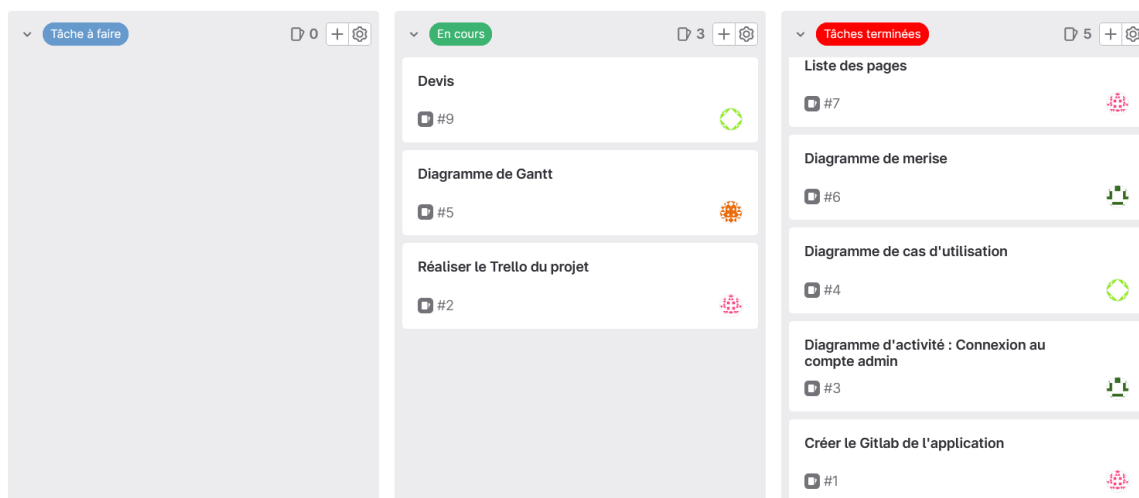 Tâche à faire
0
En cours
3
Tâches terminées
5
Devis
#9
Diagramme de Gantt
#5
Réaliser le Trello du projet
#2
Liste des pages
#7
Diagramme de merise
#6
Diagramme de cas d'utilisation
#4
Diagramme d'activité : Connexion au
compte admin
#3
Créer le Gitlab de l'application
#1